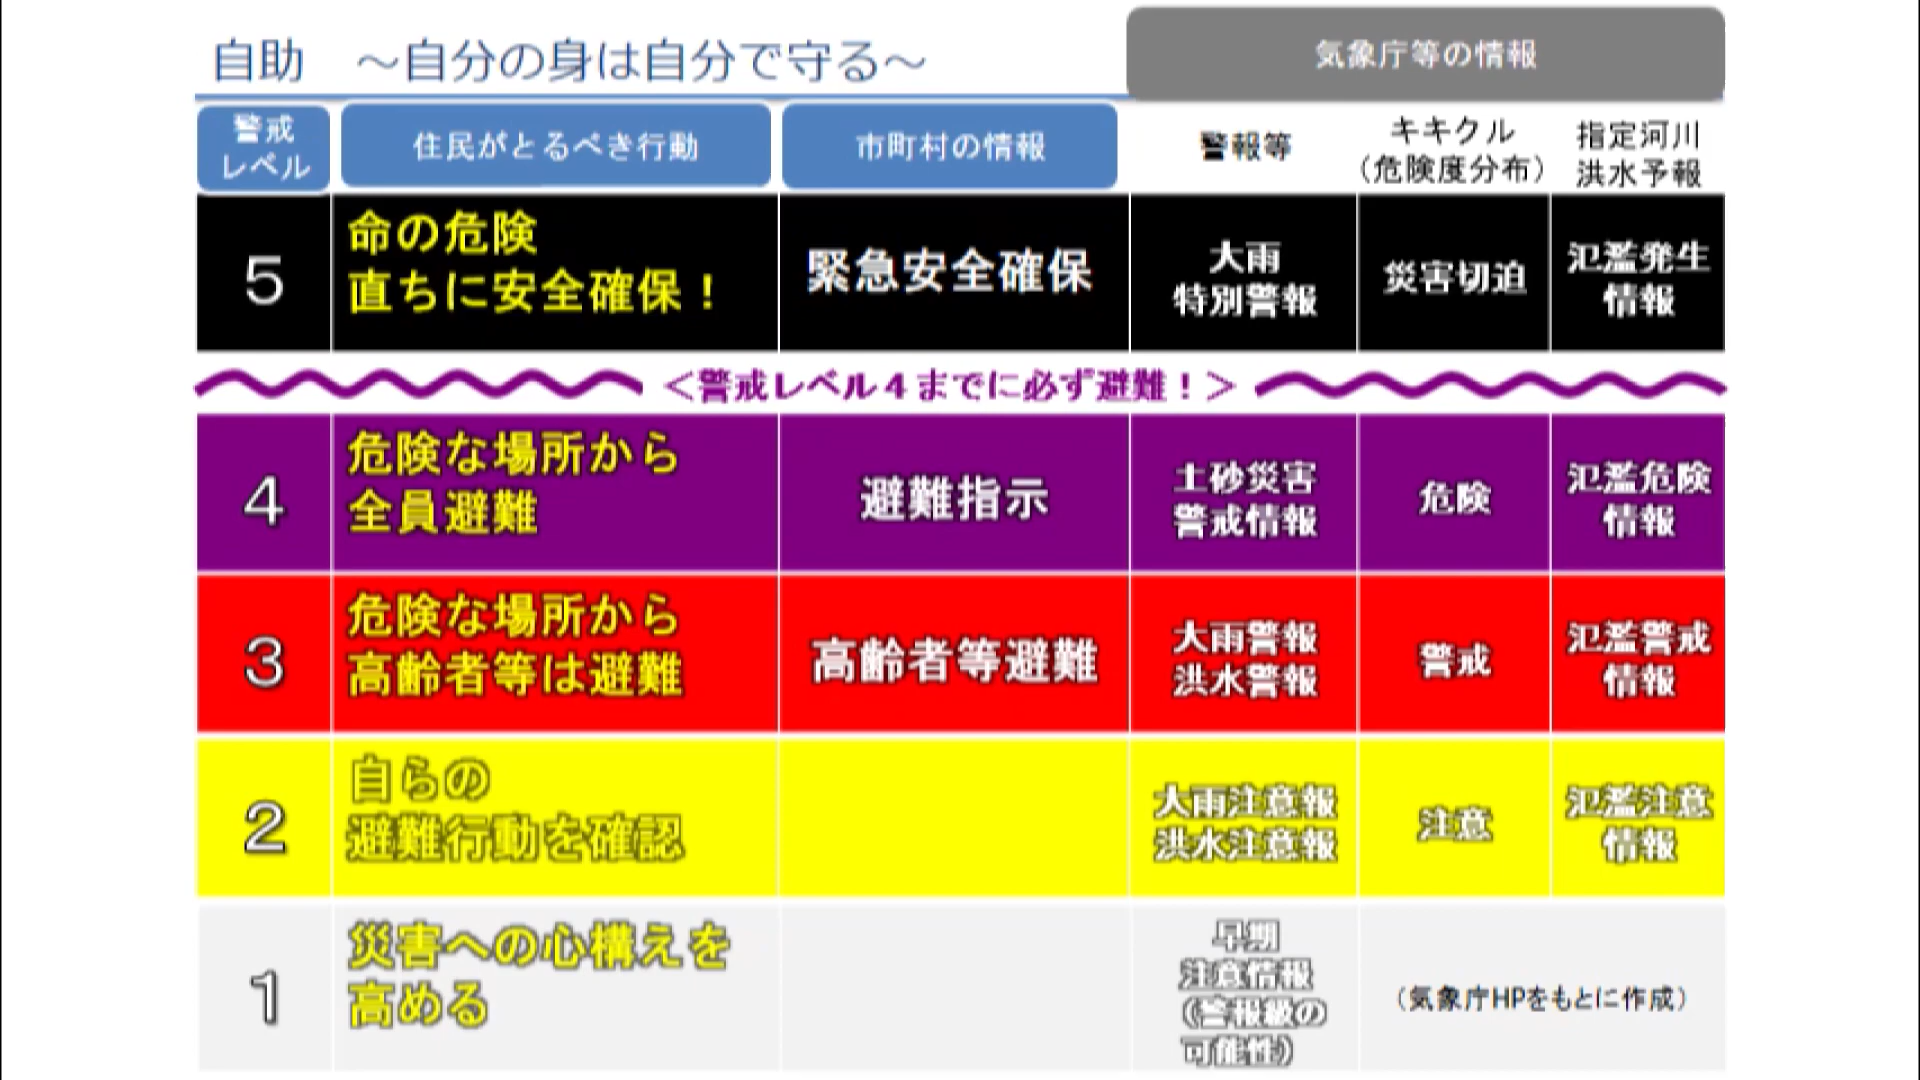 自助　～自分の身は自分で守る～
気象庁等の情報
警戒
レベル
住民がとるべき行動
市町村の情報
警報等
キキクル
（危険度分布）
指定河川
洪水予報
5
命の危険
直ちに安全確保！
緊急安全確保
大雨
特別警報
災害切迫
氾濫発生
情報
＜警戒レベル４までに必ず避難！＞
4
危険な場所から
全員避難
避難指示
土砂災害
警戒情報
危険
氾濫危険
情報
3
危険な場所から
高齢者等は避難
高齢者等避難
大雨警報
洪水警報
警戒
氾濫警戒
情報
2
自らの
避難行動を確認
大雨注意報
洪水注意報
注意
氾濫注意
情報
1
災害への心構えを
高める
早期
注意情報
（警報級の
可能性）
（気象庁HPをもとに作成）